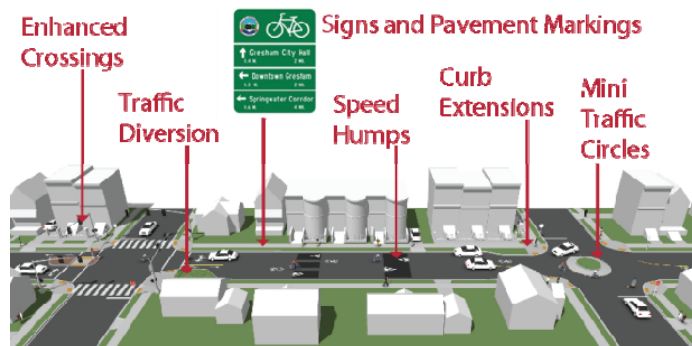 Enhanced
Crossings
Traffic
Diversion
Gresham City Hall
Downtown Gresham
Springwater Corridor
Signs and Pavement Markings
Speed
Humps
Curb
Extensions
Mini
Traffic
Circles